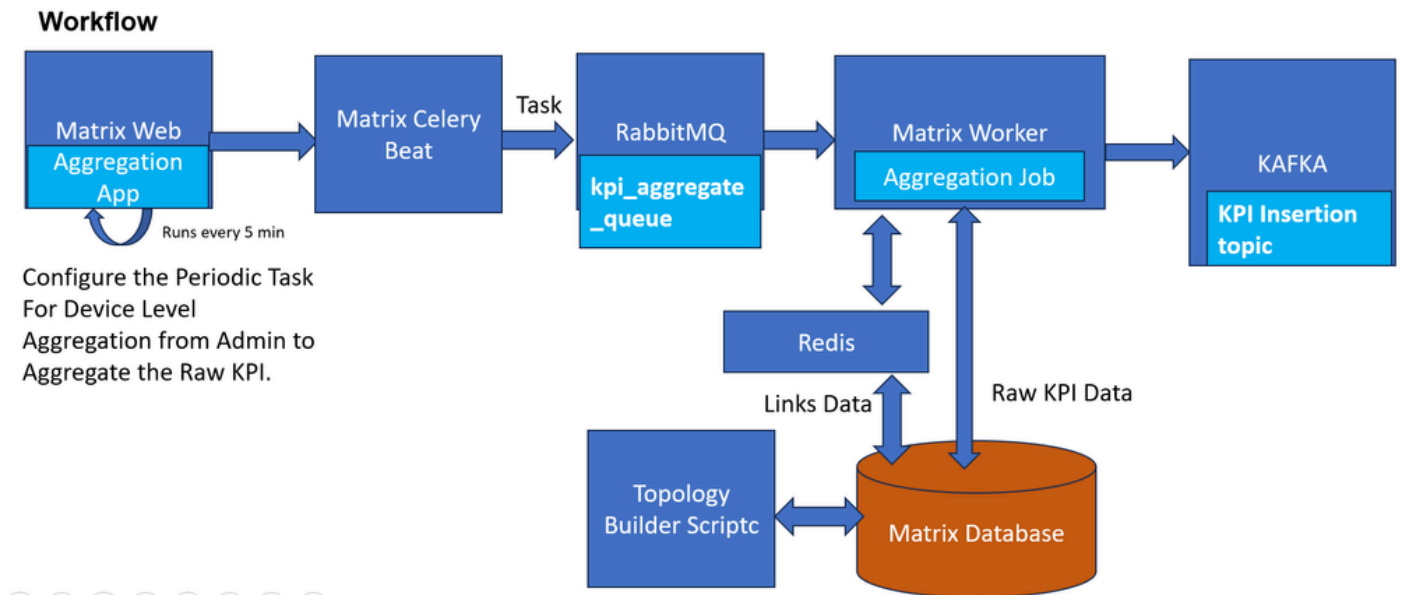 Workflow
Matrix Web
Aggregation
App
Runs every 5 min
Configure the Periodic Task
For Device Level
Aggregation from Admin to
Aggregate the Raw KPI.
Matrix Celery
Beat
Task
RabbitMQ
kpi_aggregate
_queue
Matrix Worker
Aggregation Job
KAFKA
KPI Insertion
topic
Redis
Links Data
Raw KPI Data
Topology
Builder Scriptc
Matrix Database